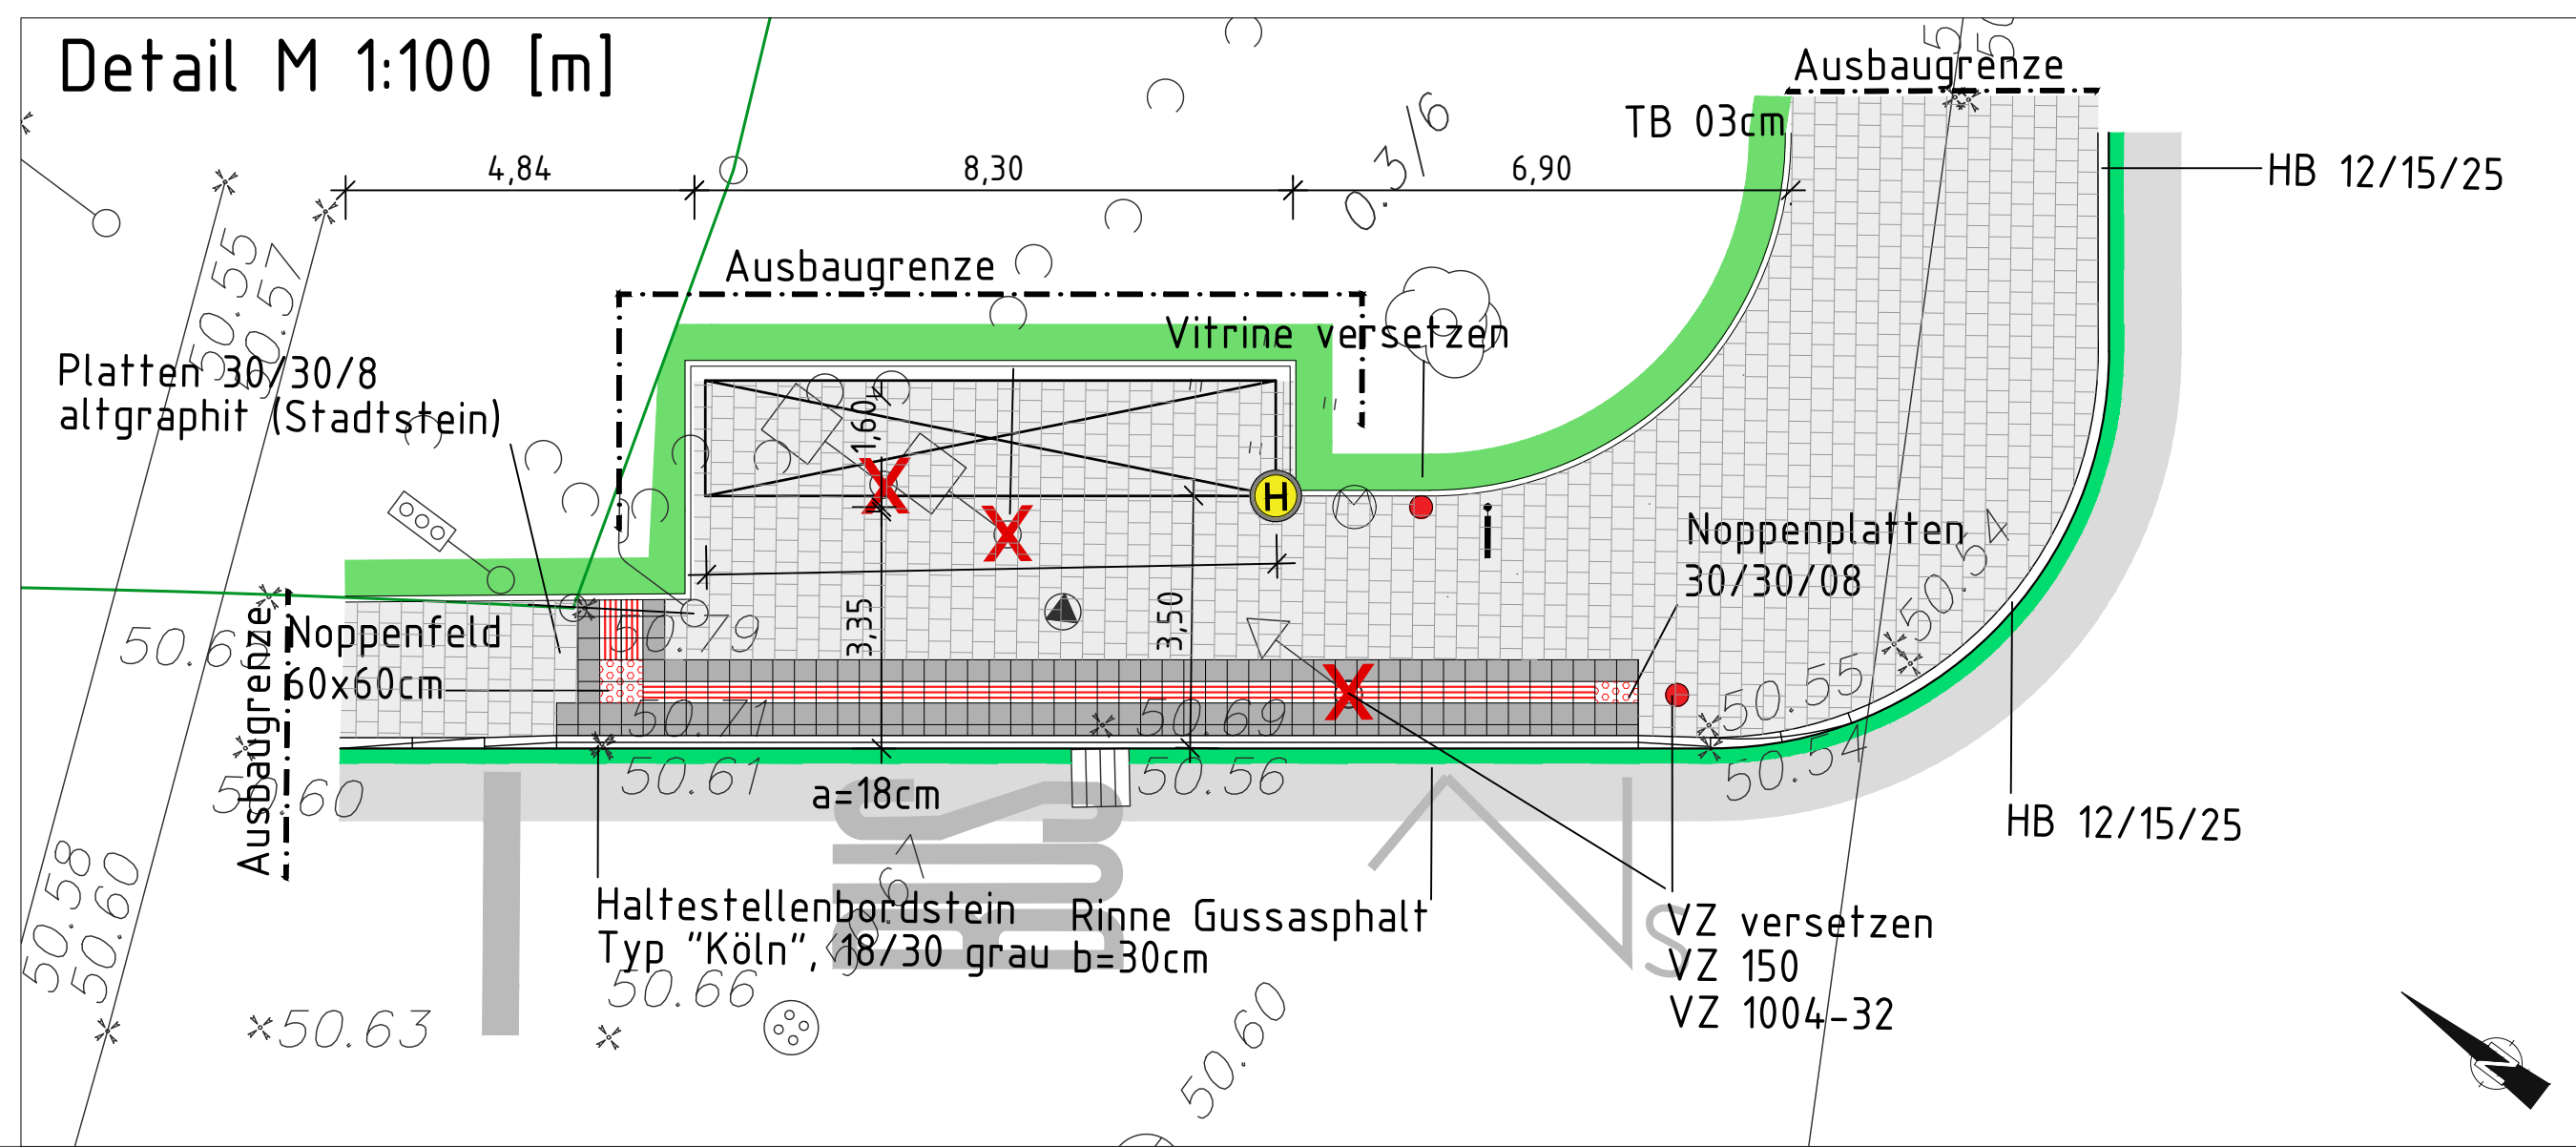 Detail M 1:100 [m]
Ausbaugrenze
TB 03cm
4,84
8,30
6,90
0.3/6
HB 12/15/25
50.55
50.57
Ausbaugrenze
Vitrine versetzen
Platten 30/30/8
altgraphit (Stadtstein)
1,60
H
Noppenplatten
30/30/08
50.54
3,35
3,50
50.79
Noppenfeld
60x60cm
Ausbaugrenze
50.71
50.69
50.55
50.54
50.60
50.61
50.56
a=18cm
HB 12/15/25
BUS
50.58
50.60
Haltestellenbordstein
Typ "Köln", 18/30 grau
Rinne Gussasphalt
b=30cm
VZ versetzen
VZ 150
VZ 1004-32
50.66
50.63
50.60